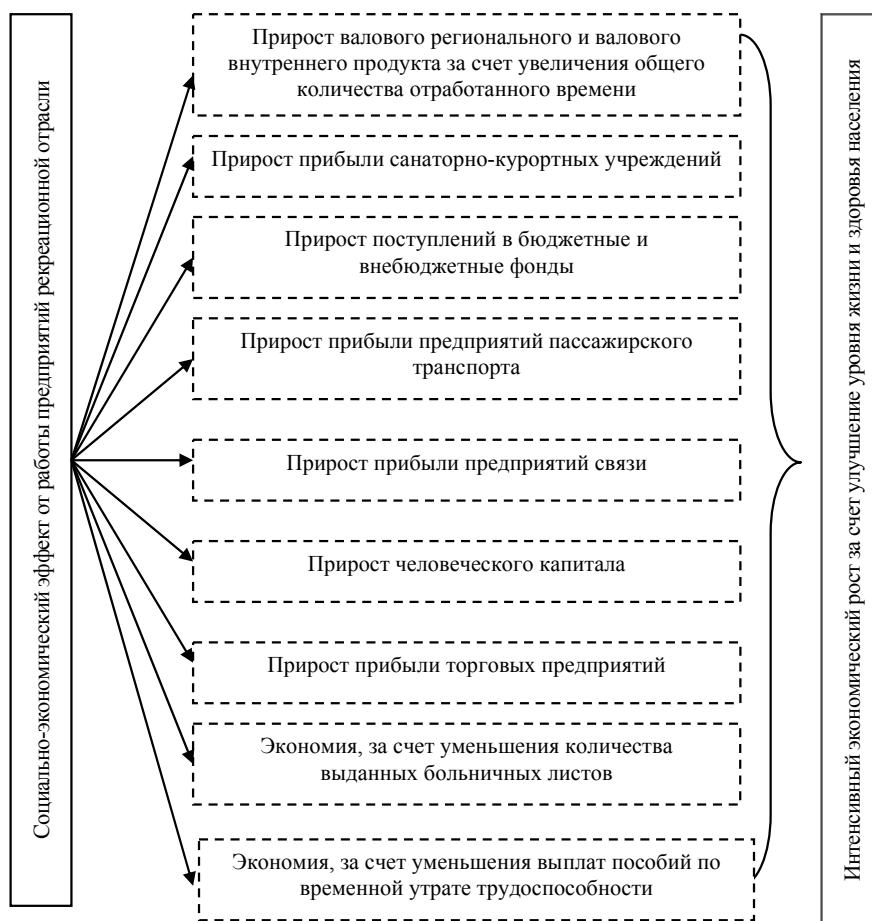 Социально-экономический эффект от работы предприятий рекреационной отрасли
Прирост валового регионального и валового
внутреннего продукта за счет увеличения общего
количества отработанного времени
Прирост прибыли санаторно-курортных учреждений
Прирост поступлений в бюджетные и
внебюджетные фонды
Прирост прибыли предприятий пассажирского
транспорта
Прирост прибыли предприятий связи
Прирост человеческого капитала
Прирост прибыли торговых предприятий
Экономия, за счет уменьшения количества
выданных больничных листов
Экономия, за счет уменьшения выплат пособий по
временной утрате трудоспособности
Интенсивный экономический рост за счет улучшение уровня жизни и здоровья населения